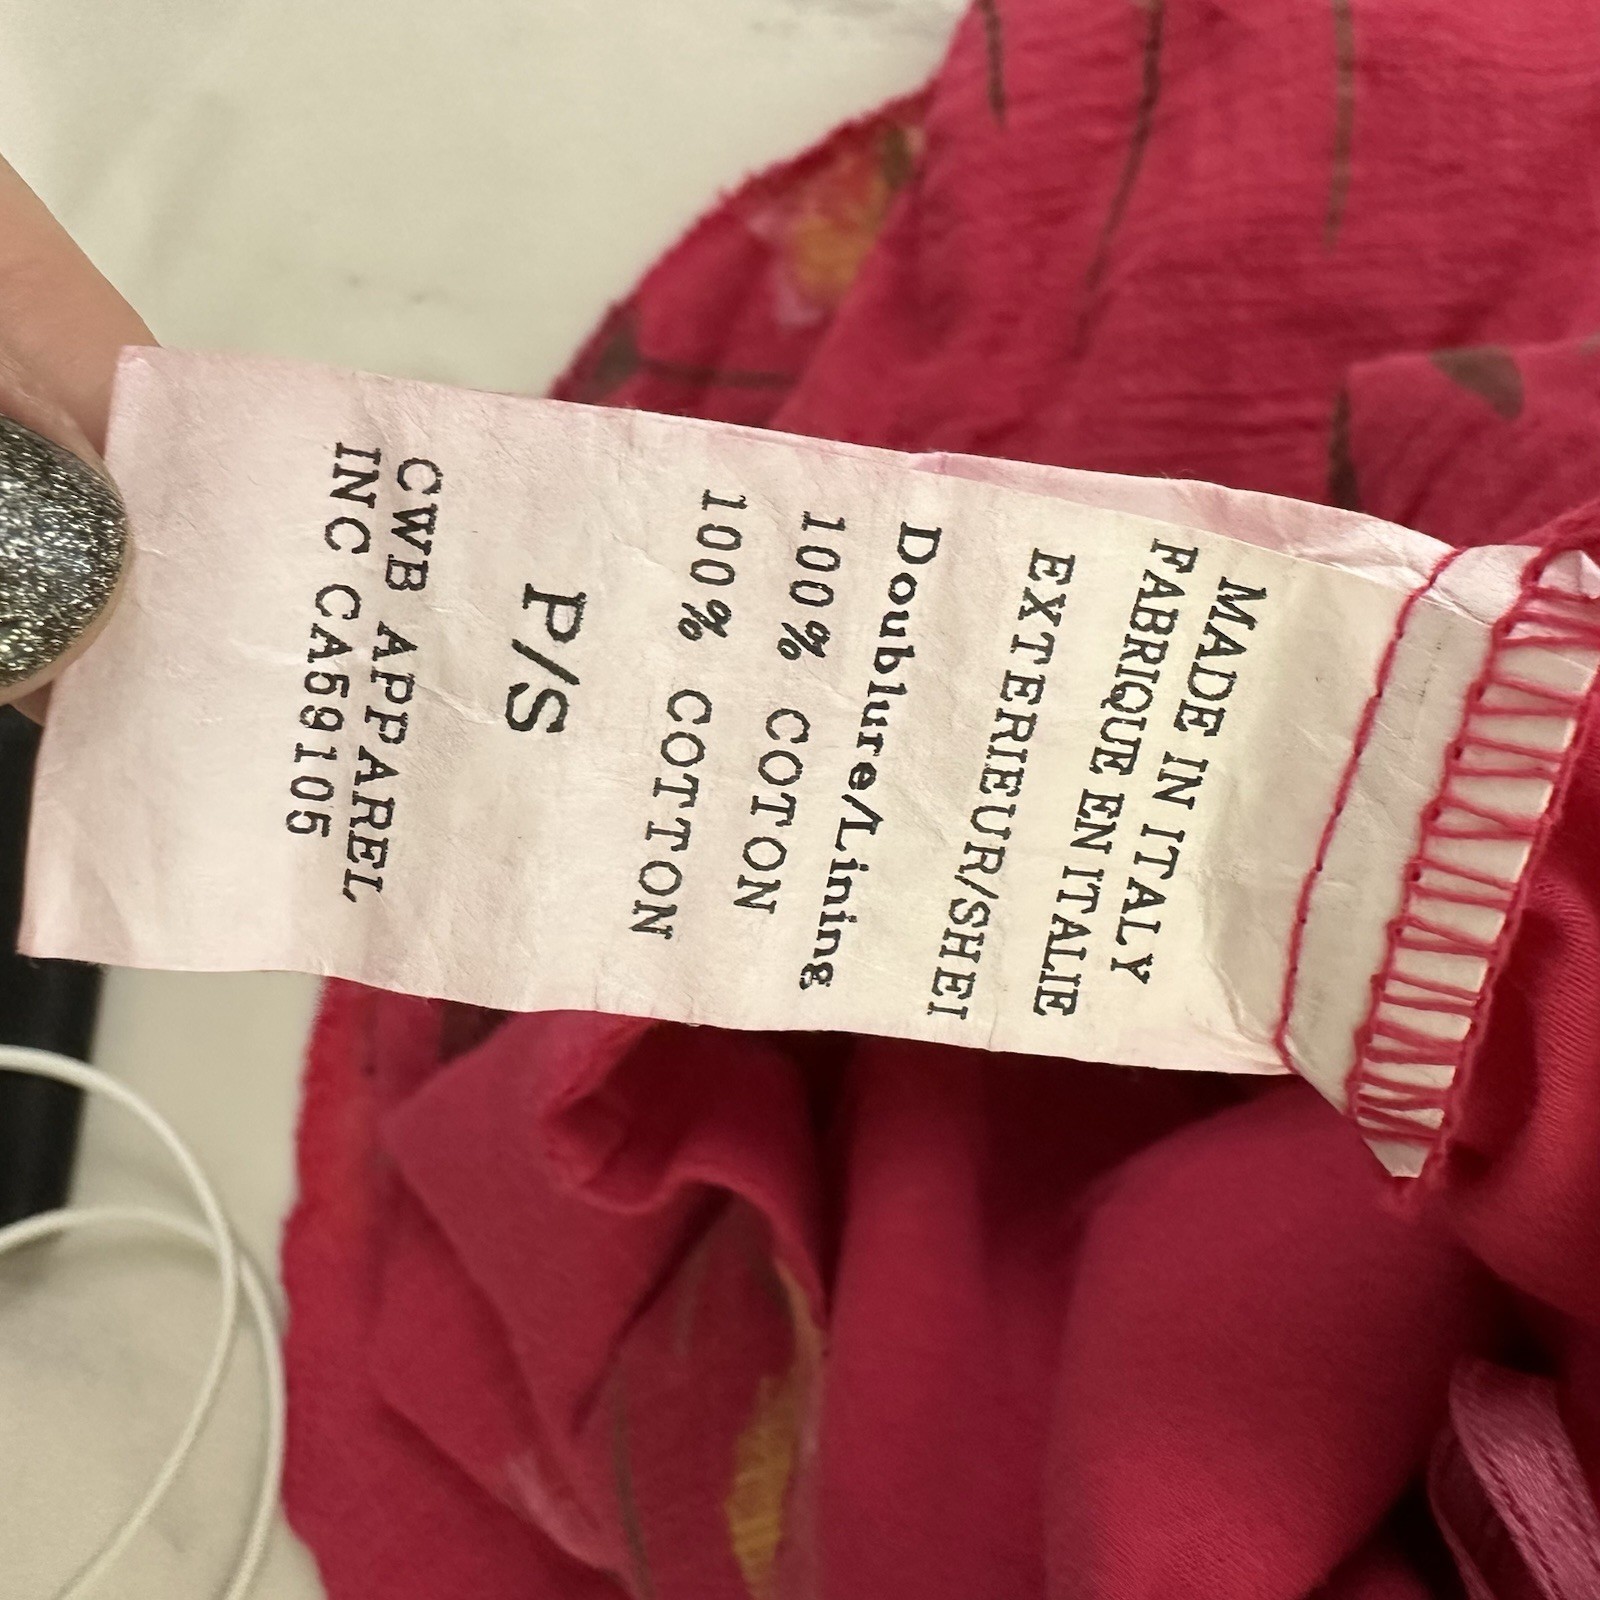 MADE IN ITALY
FABRIQUE EN ITALIE
EXTERIEUR/SHEI
Doublure/Lining
100% COTON
100% COTTON
P/S
CWB APPAREL
INC CA59105